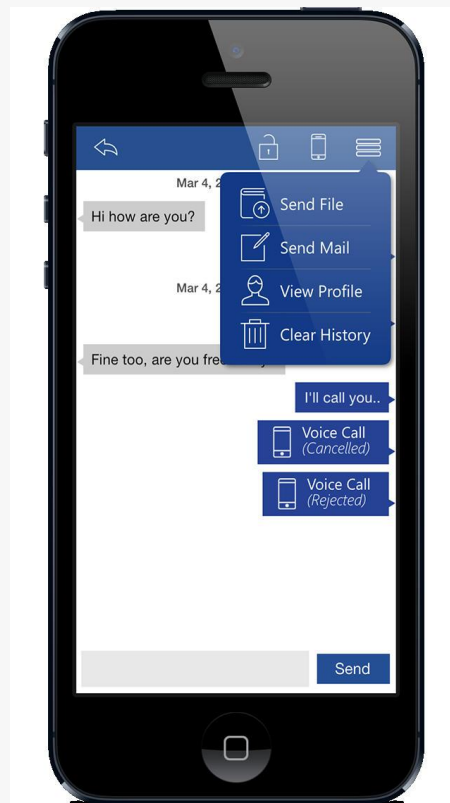 Mar 4, 2
Send File
Hi how are you?
Send Mail
Mar 4, 2
View Profile
Clear History
Fine too, are you
I'll call you..
Voice Call
(Cancelled)
Voice Call
(Rejected)
Send